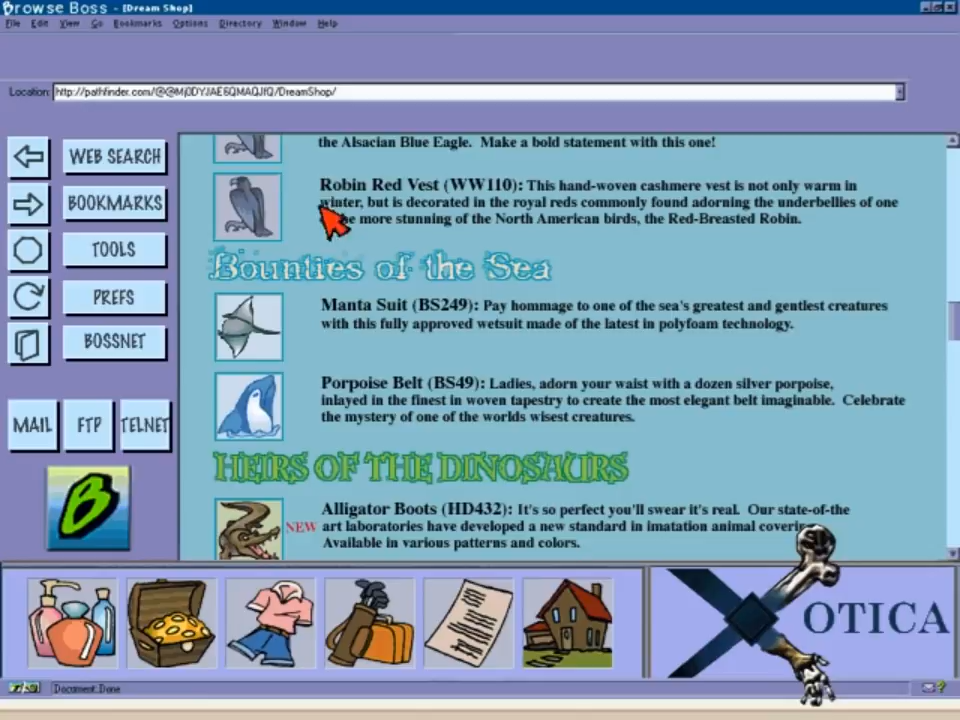 Browse Boss - [Dream Shop]
File Edit View Go Bookmarks Options Directory Window Help
Location: http://pathfinder.com/@@Mj0DYJAE6QMAQJfQ/DreamShop/
WEB SEARCH
BOOKMARKS
TOOLS
PREFS
BOSSNET
MAIL FTP TELNET
B
the Alsacian Blue Eagle. Make a bold statement with this one!
Robin Red Vest (WW110): This hand-woven cashmere vest is not only warm in
winter, but is decorated in the royal reds commonly found adorning the underbellies of one
he more stunning of the North American birds, the Red-Breasted Robin.
Bounties of the Sea
Manta Suit (BS249): Pay hommage to one of the sea's greatest and gentlest creatures
with this fully approved wetsuit made of the latest in polyfoam technology.
Porpoise Belt (BS49): Ladies, adorn your waist with a dozen silver porpoise,
inlayed in the finest in woven tapestry to create the most elegant belt imaginable. Celebrate
the mystery of one of the worlds wisest creatures.
HEIRS OF THE DINOSAURS
Alligator Boots (HD432): It's so perfect you'll swear it's real. Our state-of-the
NEW art laboratories have developed a new standard in imatation animal coverin
Available in various patterns and colors.
XOTICA
Document: Done